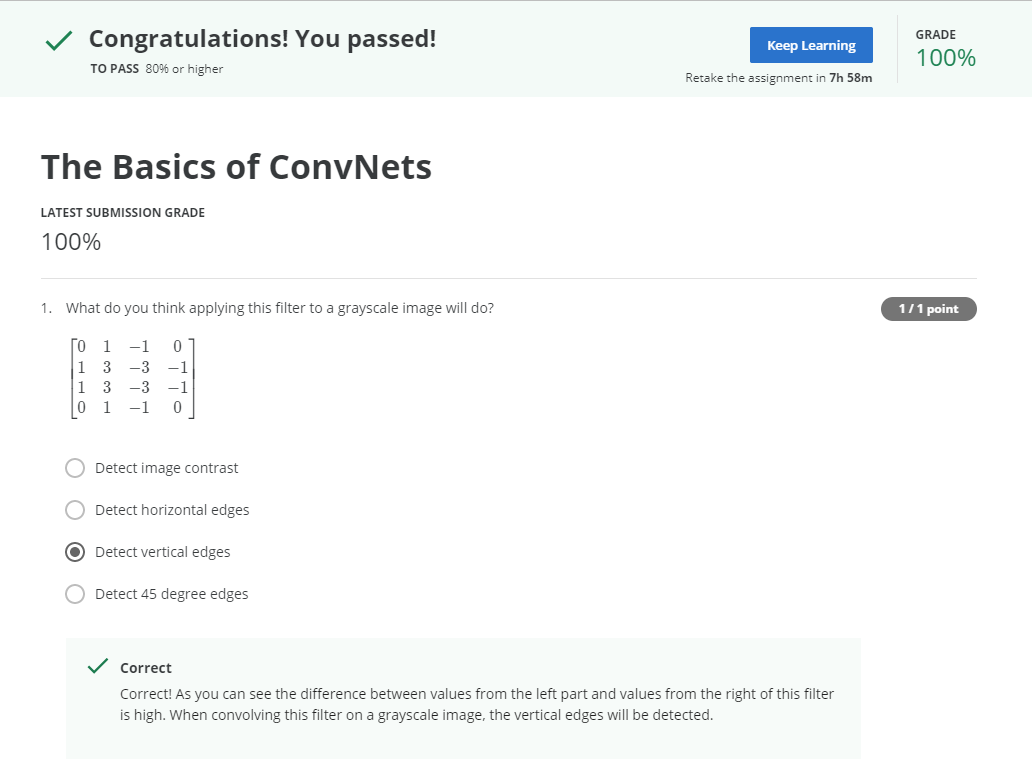 Congratulations! You passed!
TO PASS 80% or higher
Keep Learning
Retake the assignment in 7h 58m
GRADE
100%
The Basics of ConvNets
LATEST SUBMISSION GRADE
100%
1. What do you think applying this filter to a grayscale image will do?
1 / 1 point
0 1 −1 0
1 3 −3 −1
1 3 −3 −1
0 1 −1 0
Detect image contrast
Detect horizontal edges
Detect vertical edges
Detect 45 degree edges
Correct
Correct! As you can see the difference between values from the left part and values from the right of this filter
is high. When convolving this filter on a grayscale image, the vertical edges will be detected.